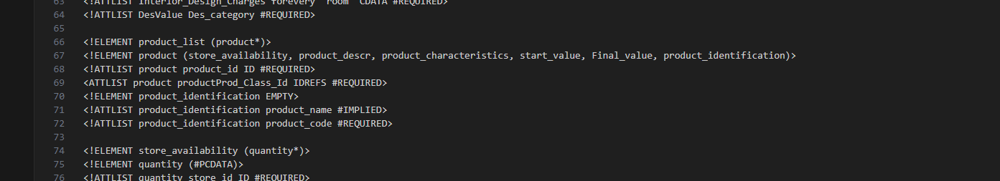 63 <!ATTLIST Interior_Design_Charges forevery "room" CDATA #REQUIRED>
64 <!ATTLIST DesValue Des_category #REQUIRED>
65
66 <!ELEMENT product_list (product*)>
67 <!ELEMENT product (store_availability, product_descr, product_characteristics, start_value, Final_value, product_identification)>
68 <!ATTLIST product product_id ID #REQUIRED>
69 <ATTLIST product productProd_Class_Id IDREFS #REQUIRED>
70 <!ELEMENT product_identification EMPTY>
71 <!ATTLIST product_identification product_name #IMPLIED>
72 <!ATTLIST product_identification product_code #REQUIRED>
73
74 <!ELEMENT store_availability (quantity*)>
75 <!ELEMENT quantity (#PCDATA)>
76 <!ATTLIST quantity store_id ID #REQUIRED>